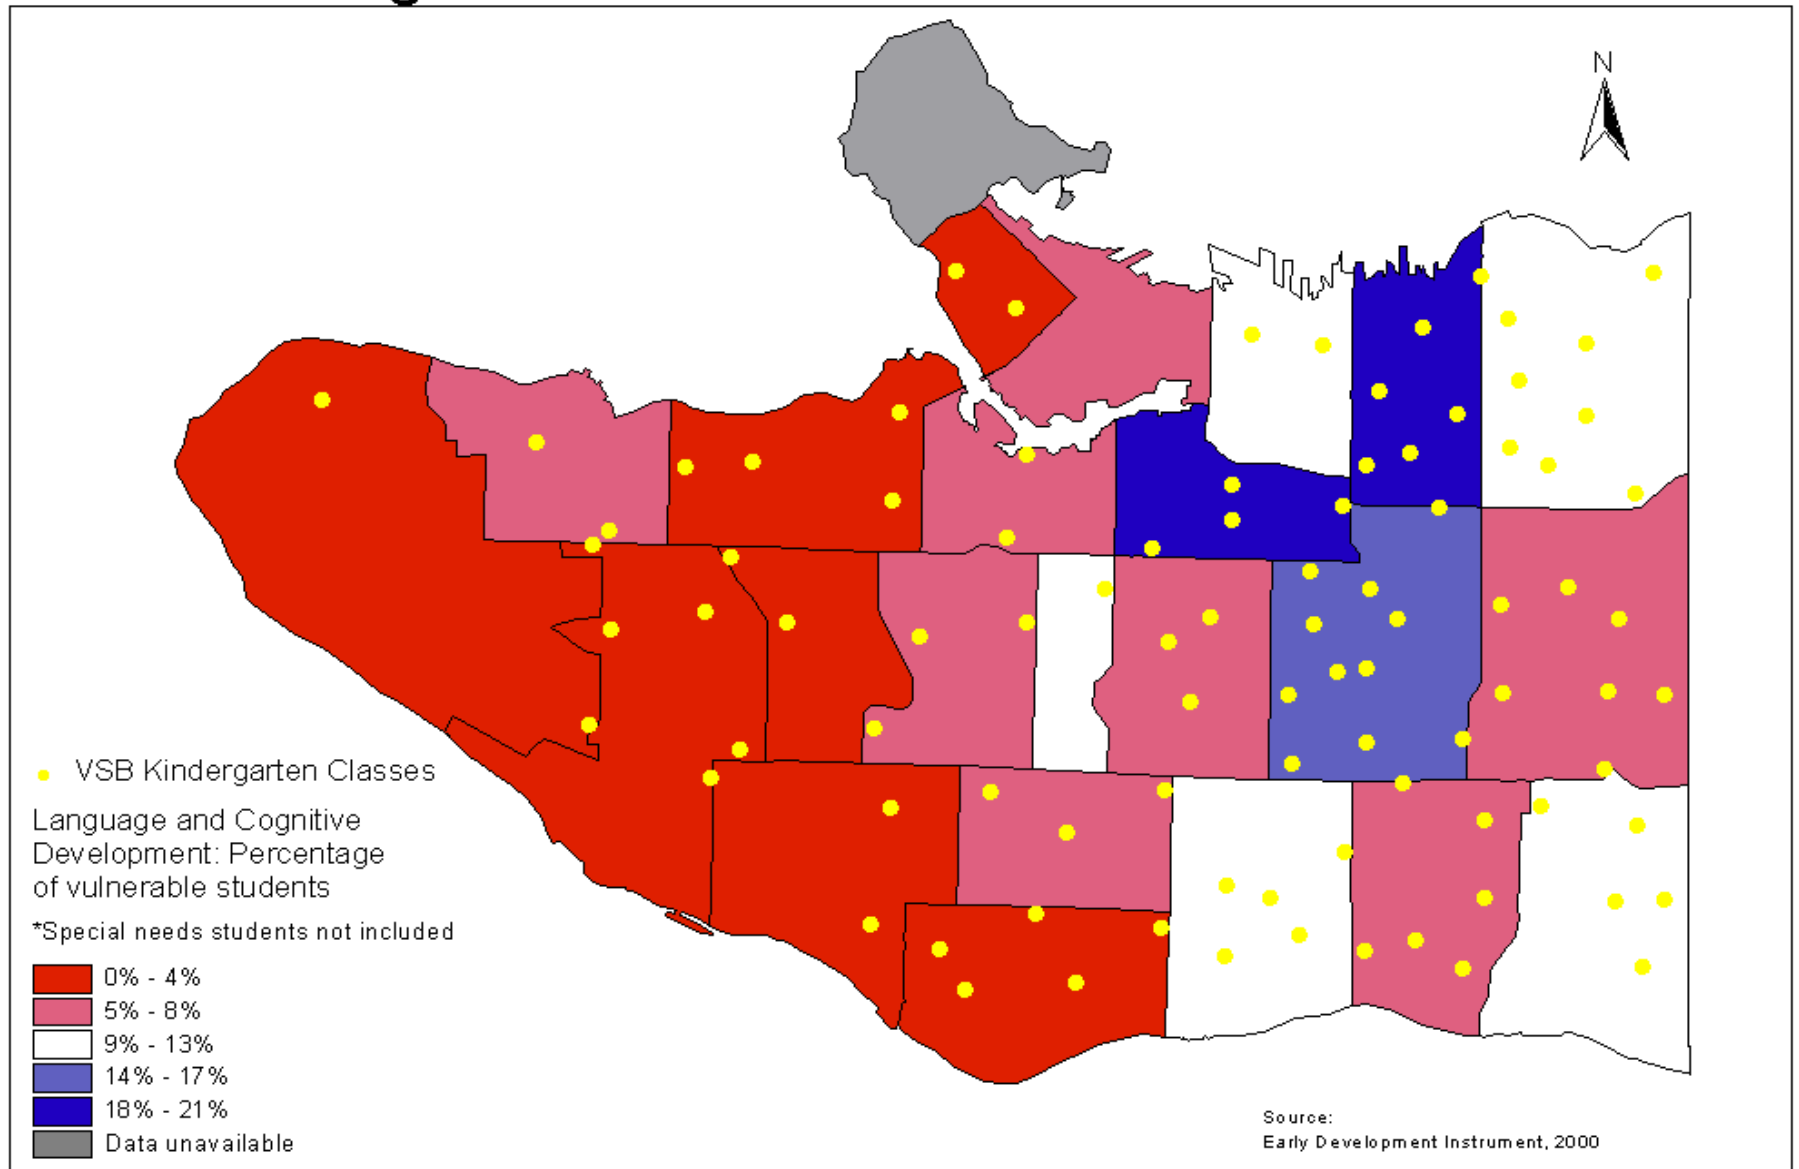 N
VSB Kindergarten Classes
Language and Cognitive
Development: Percentage
of vulnerable students
*Special needs students not included
0% - 4%
5% - 8%
9% - 13%
14% - 17%
18% - 21%
Data unavailable
Source:
Early Development Instrument, 2000